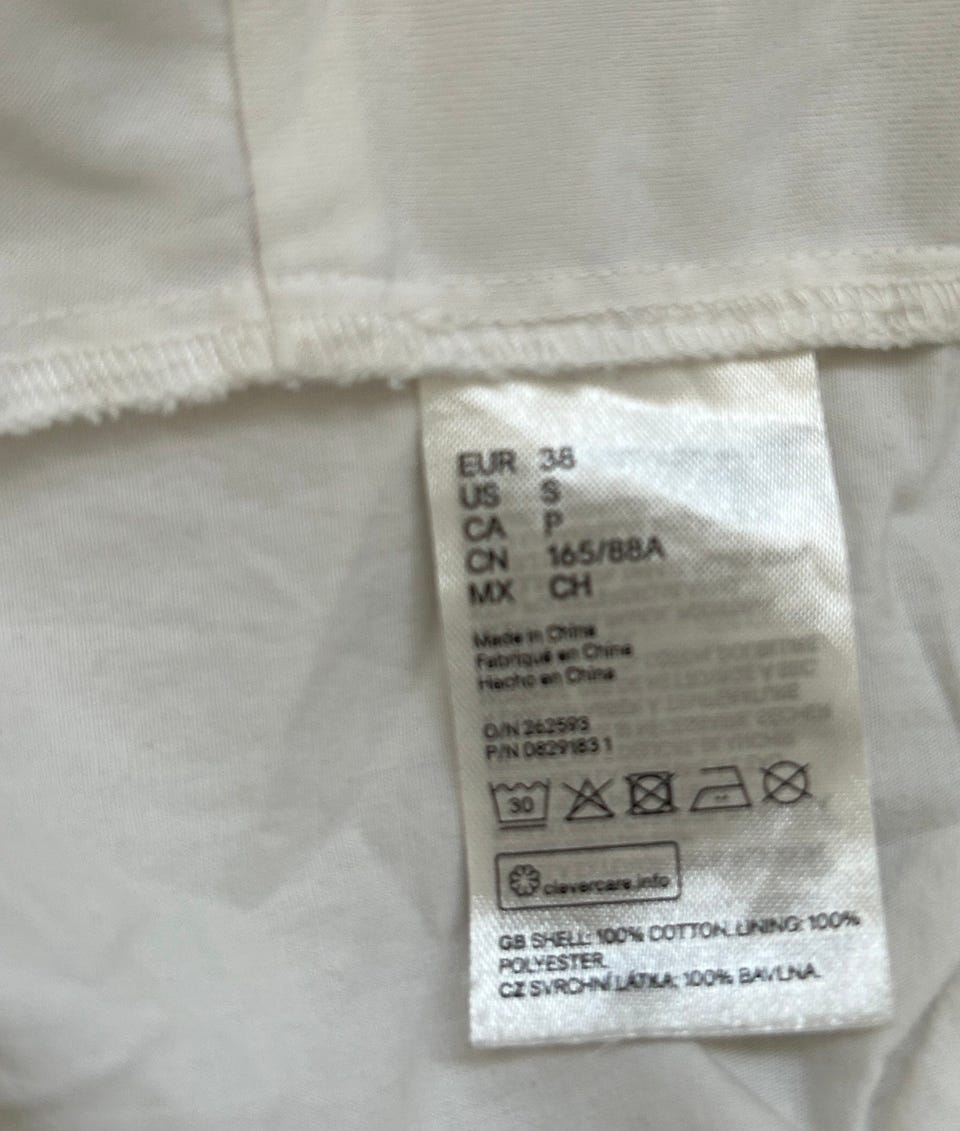 EUR 38
US S
CA P
CN 165/88A
MX CH
Made in China
Fabriqué en China
Hecho en China
O/N 262593
P/N 0829183 1
30
clevercare.info
GB SHELL: 100% COTTON. LINING: 100%
POLYESTER.
CZ SVRCHNÍ LÁTKA: 100% BAVLNA.